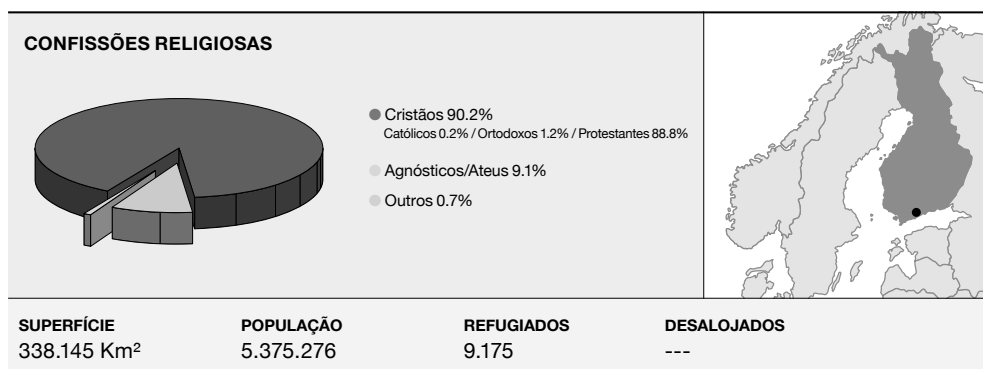 CONFISSÕES RELIGIOSAS
Cristãos 90.2%
Católicos 0.2% / Ortodoxos 1.2% / Protestantes 88.8%
Agnósticos/Ateus 9.1%
Outros 0.7%
SUPERFÍCIE POPULAÇÃO REFUGIADOS DESALOJADOS
338.145 Km² 5.375.276 9.175 ---